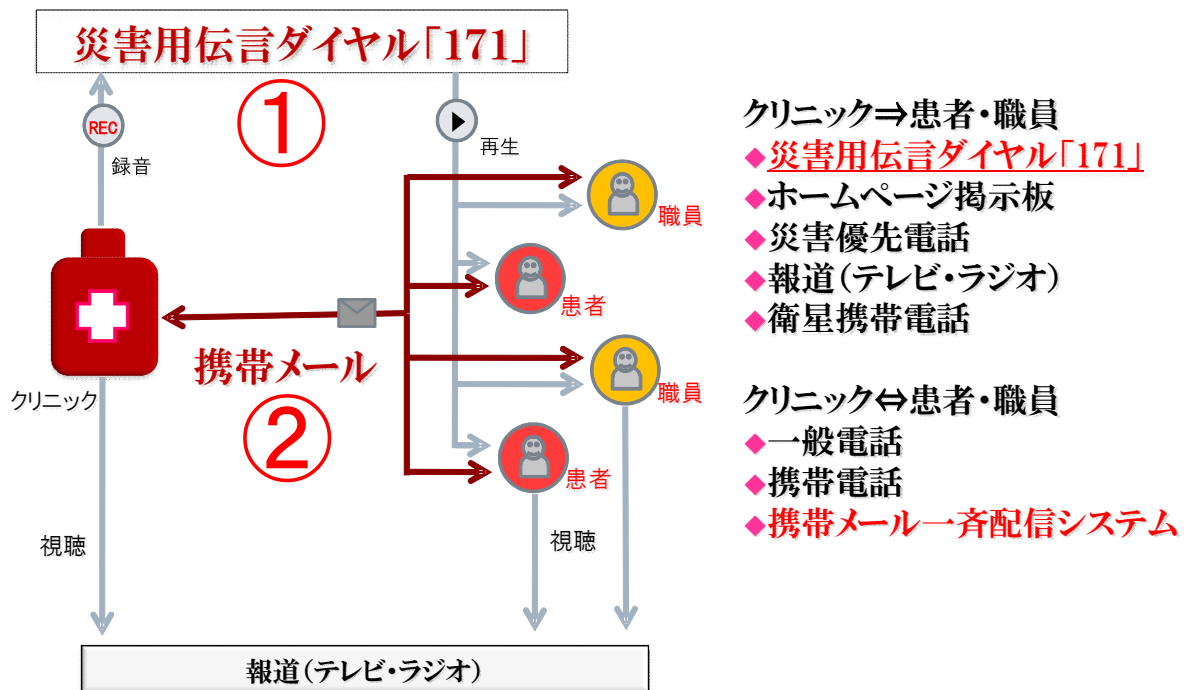 災害用伝言ダイヤル「171」
①
REC
録音
再生
職員
患者
携帯メール
②
職員
クリニック
患者
視聴
視聴
報道(テレビ・ラジオ)
クリニック⇒患者・職員
◆災害用伝言ダイヤル「171」
◆ホームページ掲示板
◆災害優先電話
◆報道(テレビ・ラジオ)
◆衛星携帯電話
クリニック⇔患者・職員
◆一般電話
◆携帯電話
◆携帯メール一斉配信システム